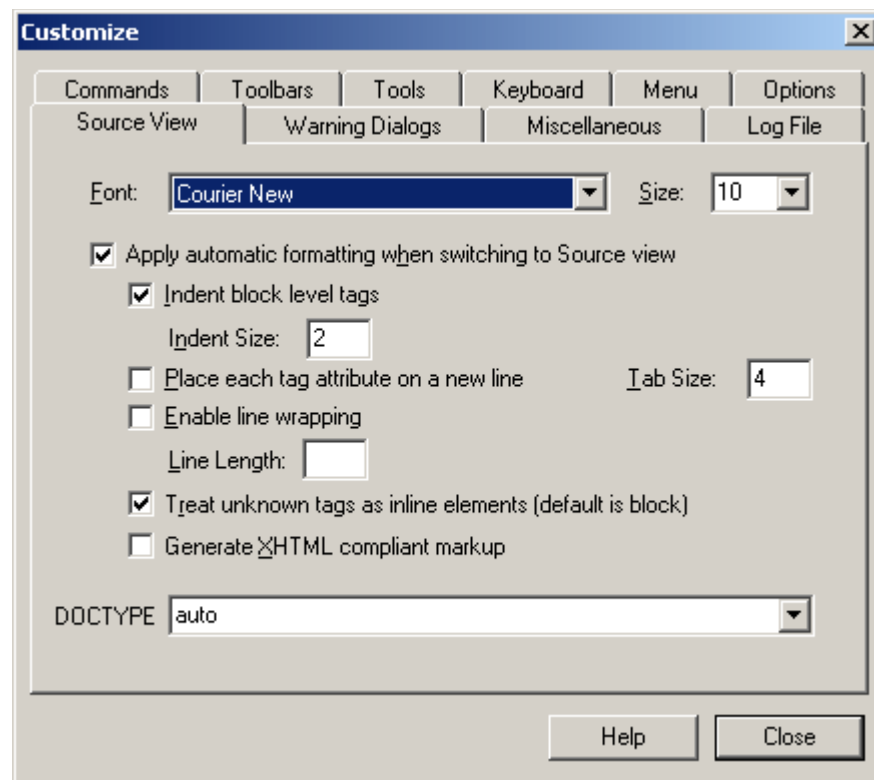 Customize
Commands Toolbars Tools Keyboard Menu Options
Source View Warning Dialogs Miscellaneous Log File
Font: Courier New Size: 10
Apply automatic formatting when switching to Source view
Indent block level tags
Indent Size: 2
Place each tag attribute on a new line Tab Size: 4
Enable line wrapping
Line Length:
Treat unknown tags as inline elements (default is block)
Generate XHTML compliant markup
DOCTYPE auto
Help Close